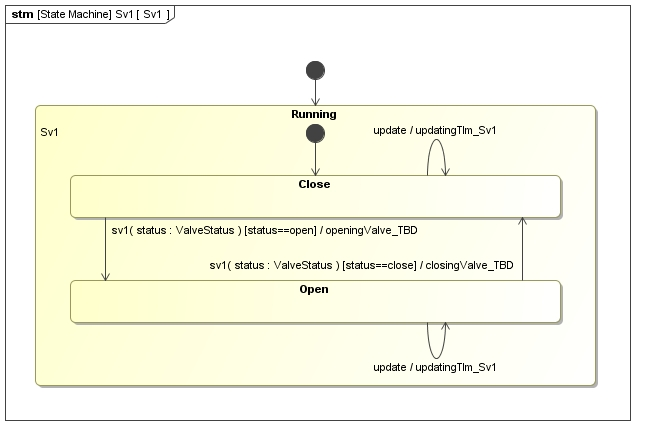 stm [State Machine] Sv1 [ Sv1 ]
Running
Sv1
update / updatingTlm_Sv1
Close
sv1( status : ValveStatus ) [status==open] / openingValve_TBD
sv1( status : ValveStatus ) [status==close] / closingValve_TBD
Open
update / updatingTlm_Sv1